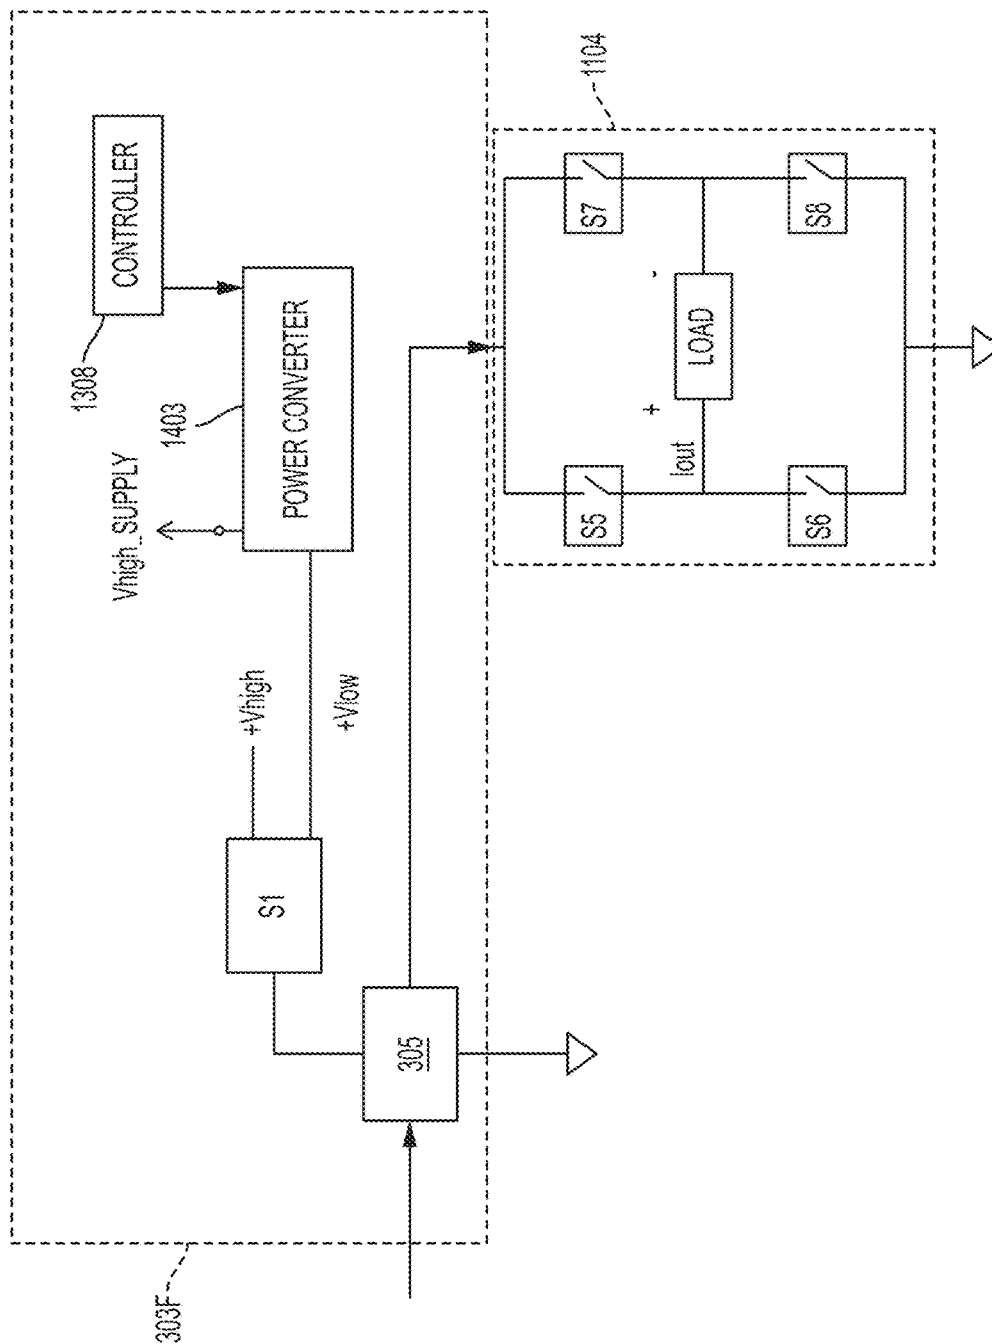 303F
1308
CONTROLLER
1403
POWER CONVERTER
Vhigh_SUPPLY
+Vhigh
+Vlow
S1
305
1104
S5
S7
Iout
+
LOAD
-
S6
S8